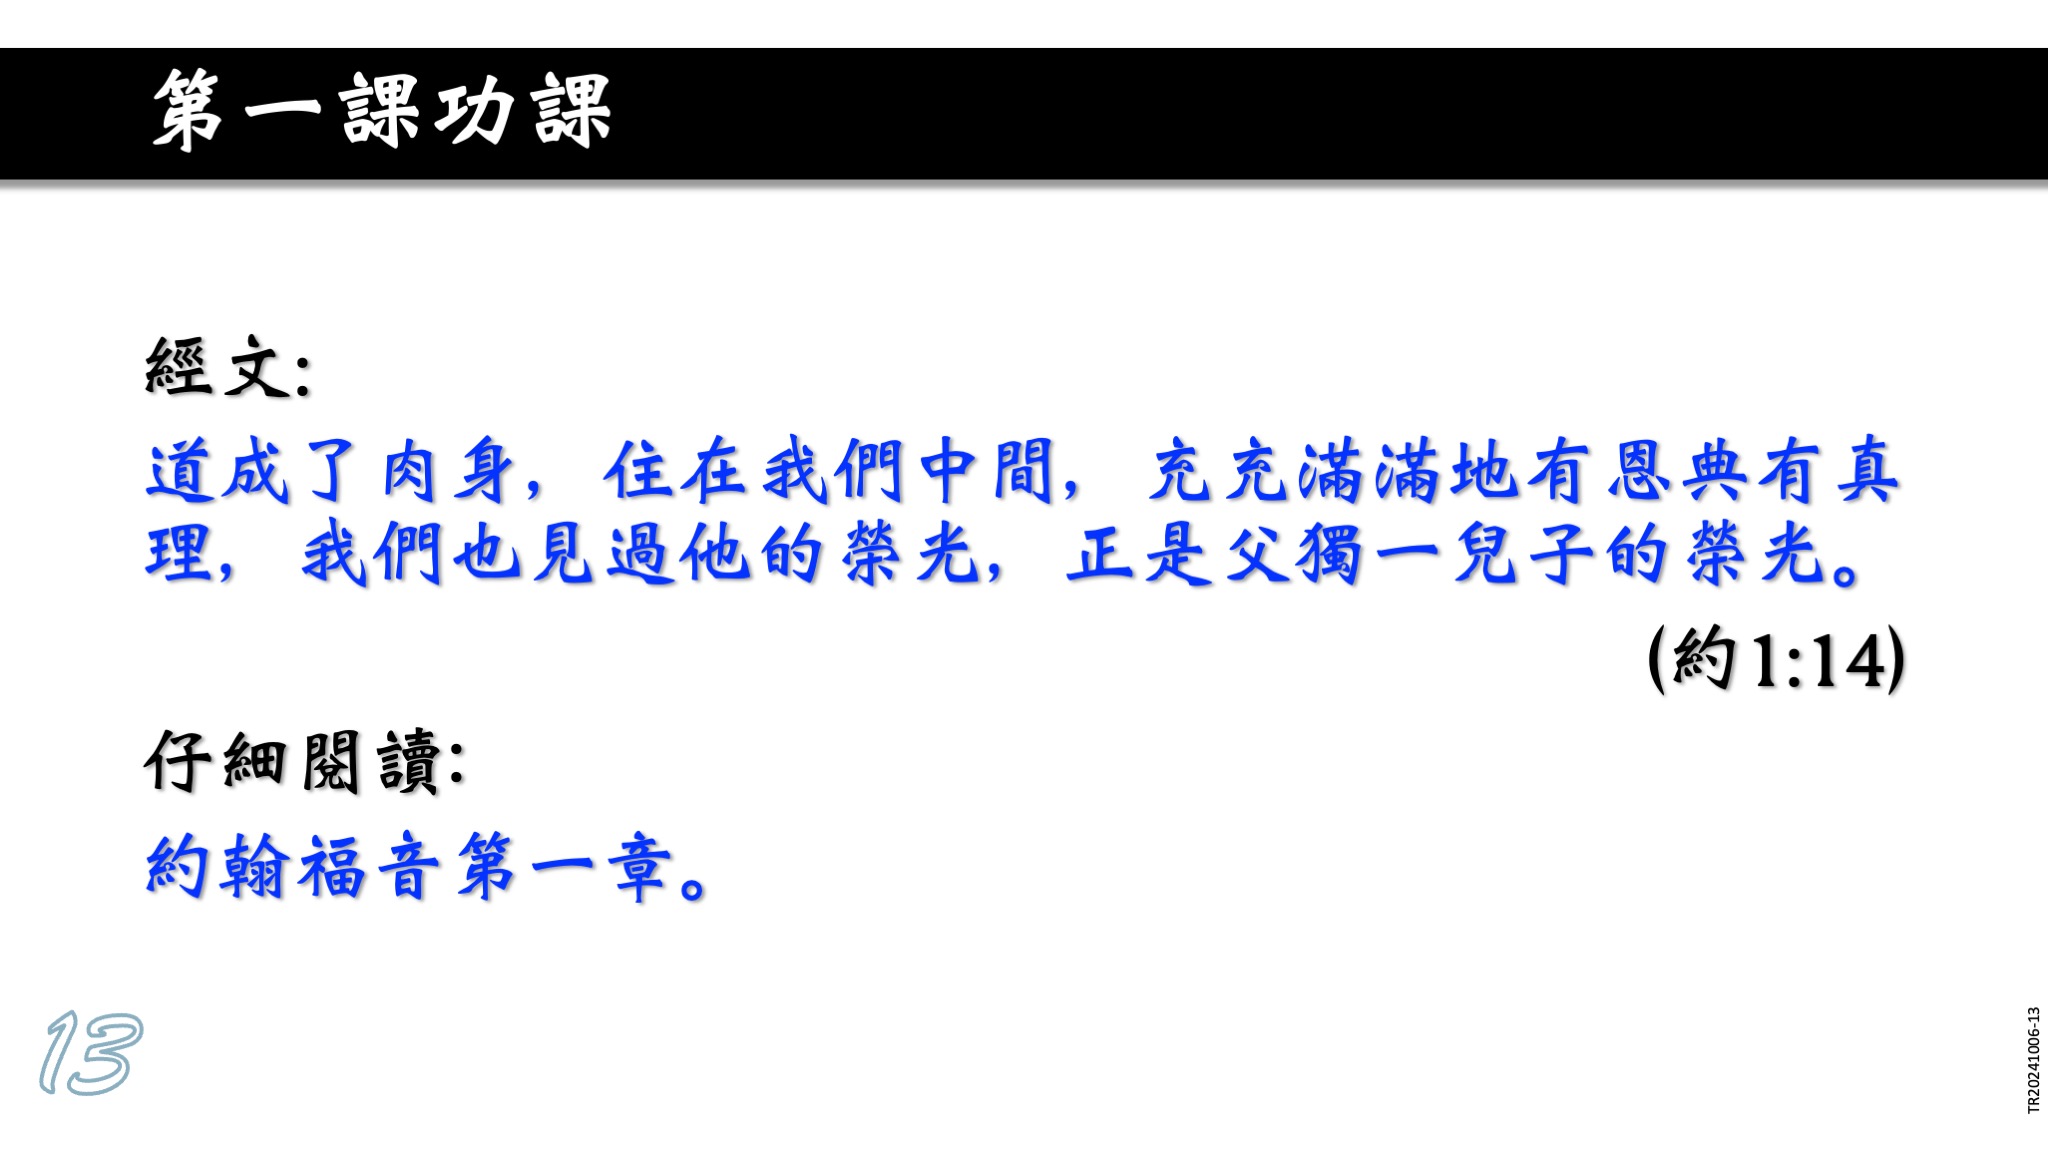 第一課功課
經文:
道成了肉身，住在我們中間，充充滿滿地有恩典有真
理，我們也見過他的榮光，正是父獨一兒子的榮光。
(約1:14)
仔細閱讀:
約翰福音第一章。
13
TR20241006-13